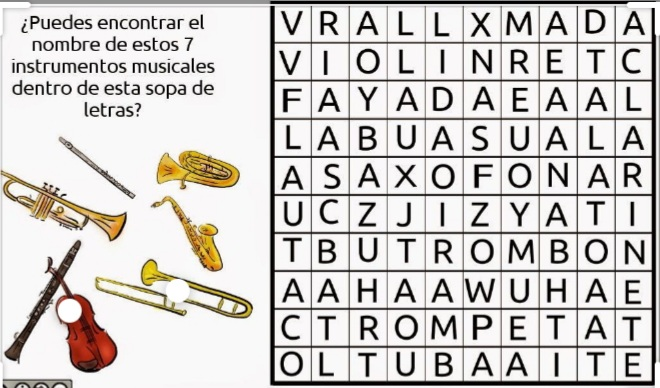 ¿Puedes encontrar el
nombre de estos 7
instrumentos musicales
dentro de esta sopa de
letras?
V R A L L X M A D A
V I O L I N R E T C
F A Y A D A E A A L
L A B U A S U A L A
A S A X O F O N A R
U C Z J I Z Y A T I
T B U T R O M B O N
A A H A A W U H A E
C T R O M P E T A T
O L T U B A A I T E